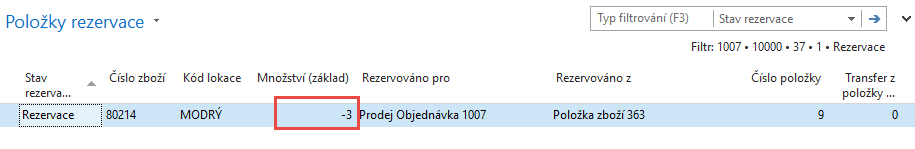 Položky rezervace
Typ filtrování (F3) Stav rezervace
Filtr: 1007 • 10000 • 37 • 1 • Rezervace
Stav rezerva... Číslo zboží Kód lokace Množství (základ) Rezervováno pro Rezervováno z Číslo položky Transfer z položky ...
Rezervace 80214 MODRÝ -3 Prodej Objednávka 1007 Položka zboží 363 9 0